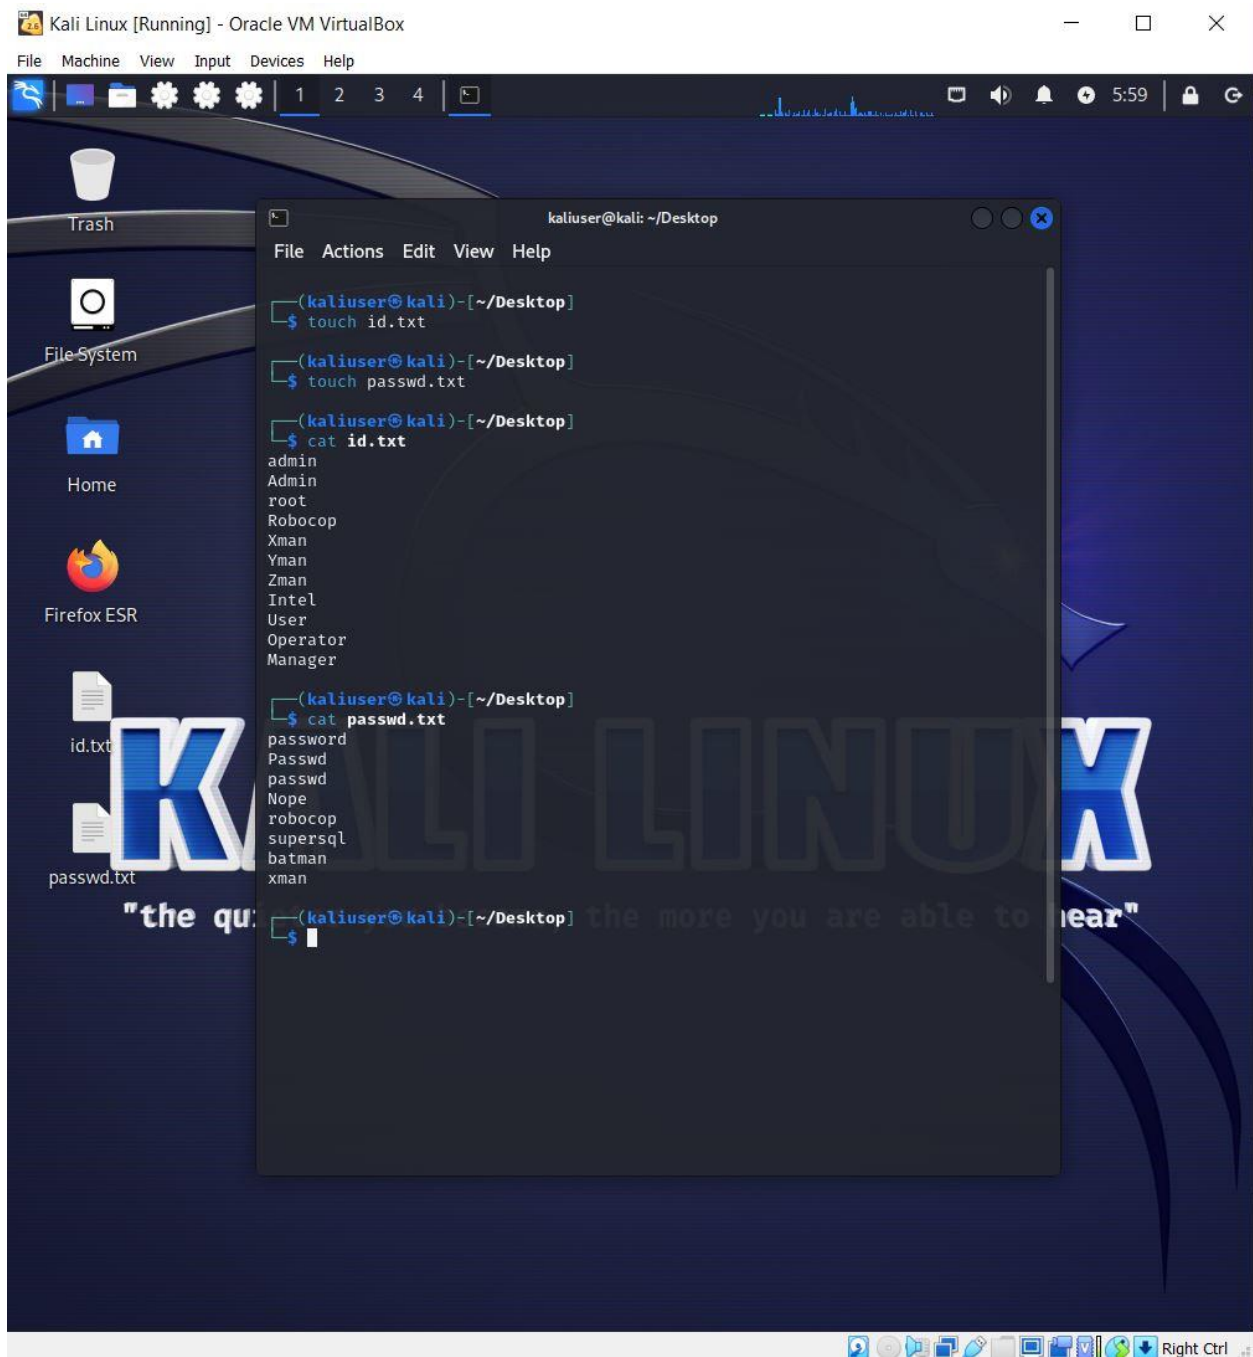 Kali Linux [Running] - Oracle VM VirtualBox
File Machine View Input Devices Help
1 2 3 4
5:59
Trash
File System
Home
Firefox ESR
id.txt
passwd.txt
kaliuser@kali: ~/Desktop
File Actions Edit View Help
(kaliuser㉿kali)-[~/Desktop]
$ touch id.txt
(kaliuser㉿kali)-[~/Desktop]
$ touch passwd.txt
(kaliuser㉿kali)-[~/Desktop]
$ cat id.txt
admin
Admin
root
Robocop
Xman
Yman
Zman
Intel
User
Operator
Manager
(kaliuser㉿kali)-[~/Desktop]
$ cat passwd.txt
password
Passwd
passwd
Nope
robocop
supersql
batman
xman
(kaliuser㉿kali)-[~/Desktop]
$
KALI LINUX
"the qu the more you are able to hear"
Right Ctrl